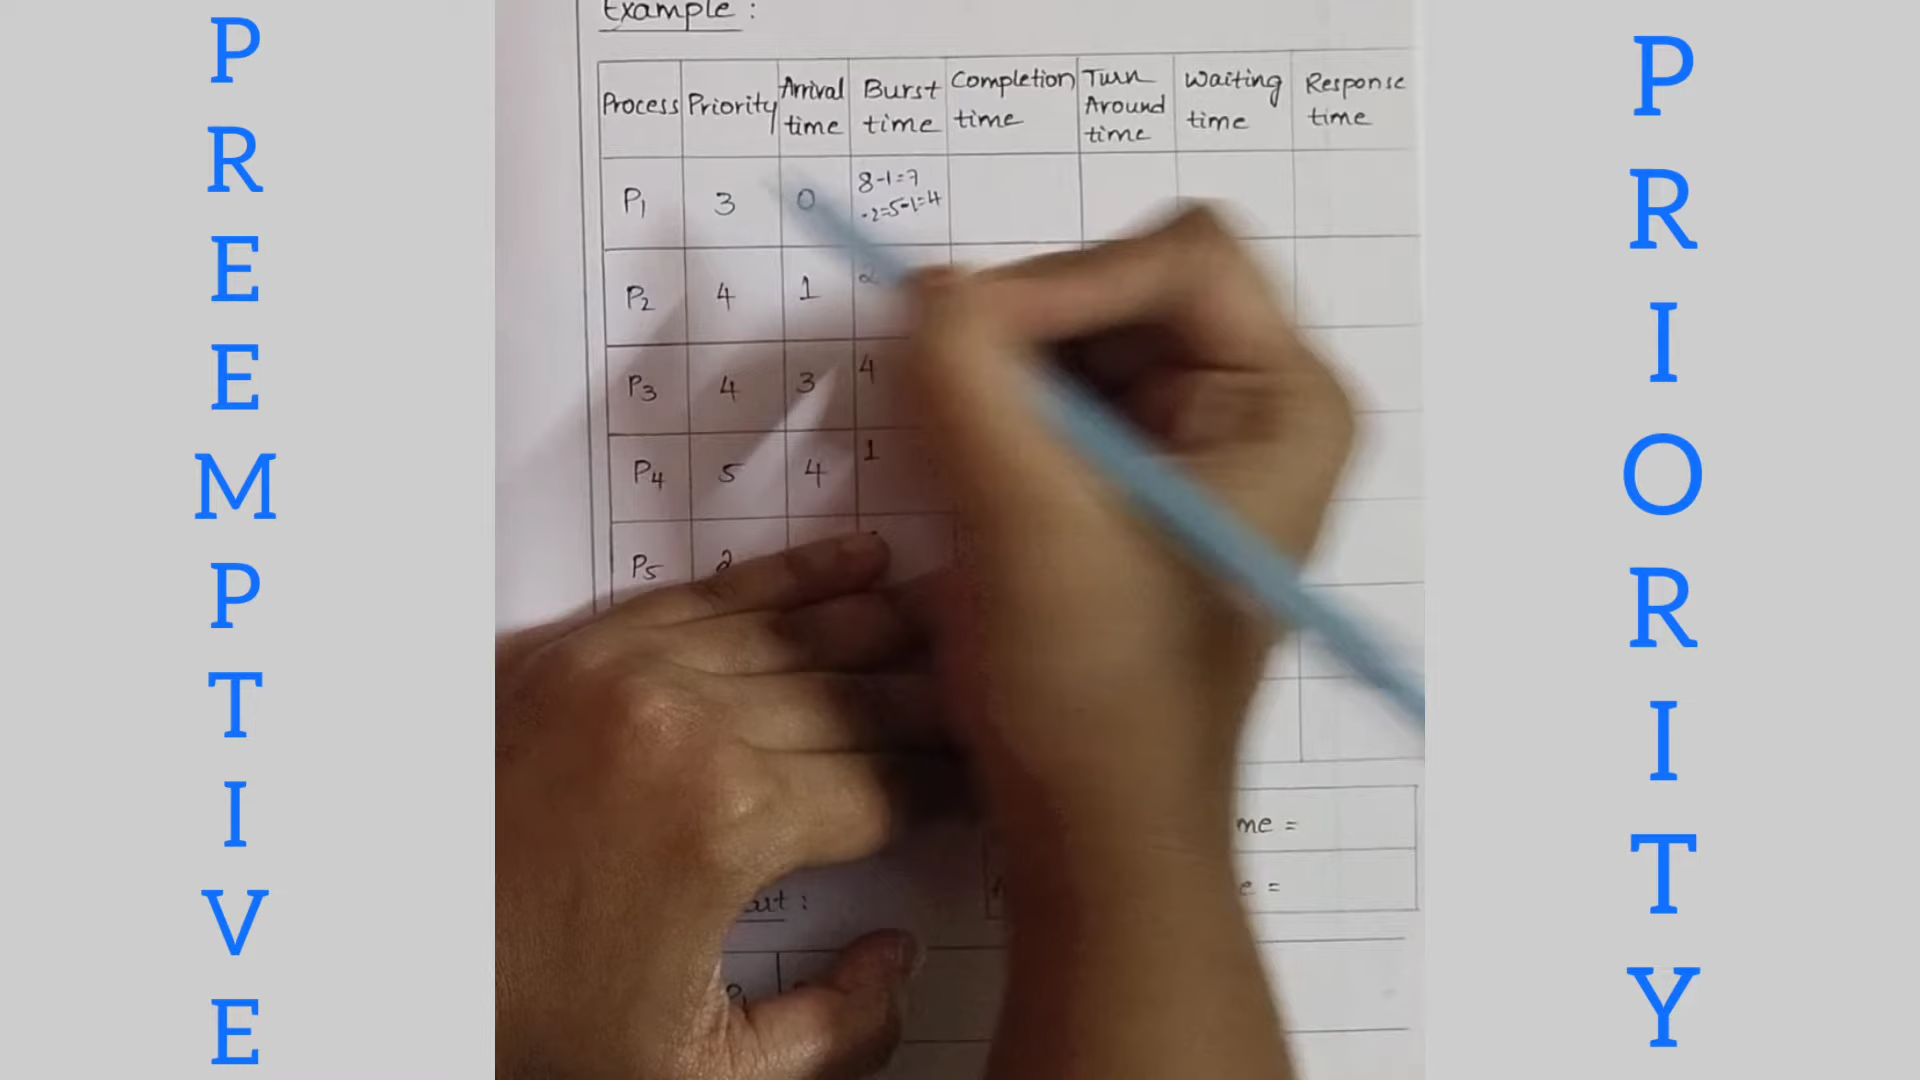 PREEMPTIVE
Example :
Process Priority Arrival time Burst time Completion time Turn Around time Waiting time Response time
P1 3 0 8-1=7
-2=5-1=4
P2 4 1
P3 4 3 4
P4 5 4 1
P5 2
me =
e =
P1
PRIORITY